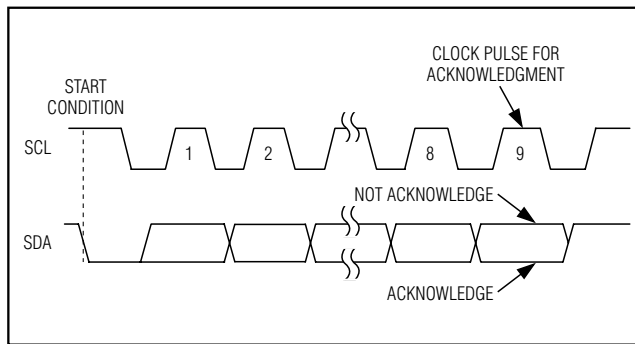 CLOCK PULSE FOR
ACKNOWLEDGMENT
START
CONDITION
SCL
1
2
8
9
NOT ACKNOWLEDGE
SDA
ACKNOWLEDGE